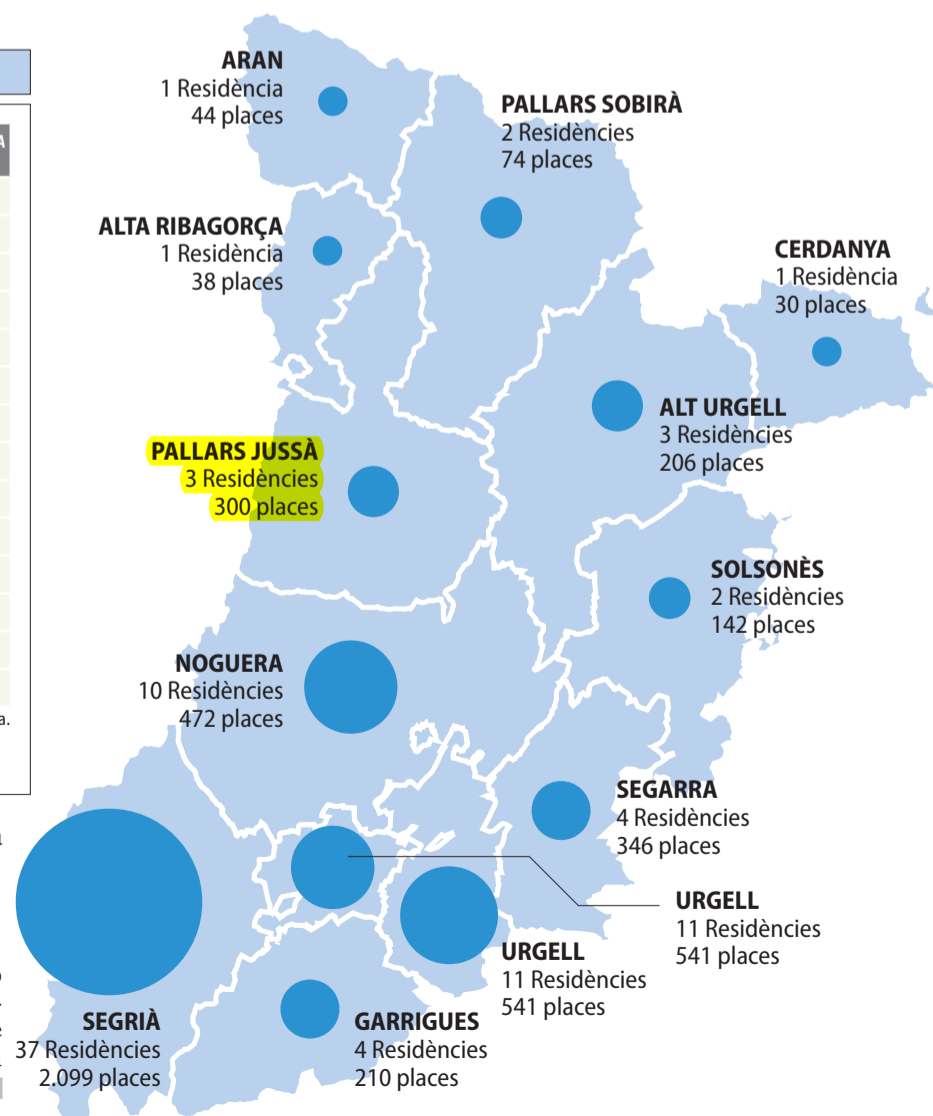 ARAN
1 Residència
44 places
PALLARS SOBIRÀ
2 Residències
74 places
ALTA RIBAGORÇA
1 Residència
38 places
CERDANYA
1 Residència
30 places
ALT URGELL
3 Residències
206 places
PALLARS JUSSÀ
3 Residències
300 places
SOLSONÈS
2 Residències
142 places
NOGUERA
10 Residències
472 places
SEGARRA
4 Residències
346 places
URGELL
11 Residències
541 places
URGELL
11 Residències
541 places
SEGRIÀ
37 Residències
2.099 places
GARRIGUES
4 Residències
210 places